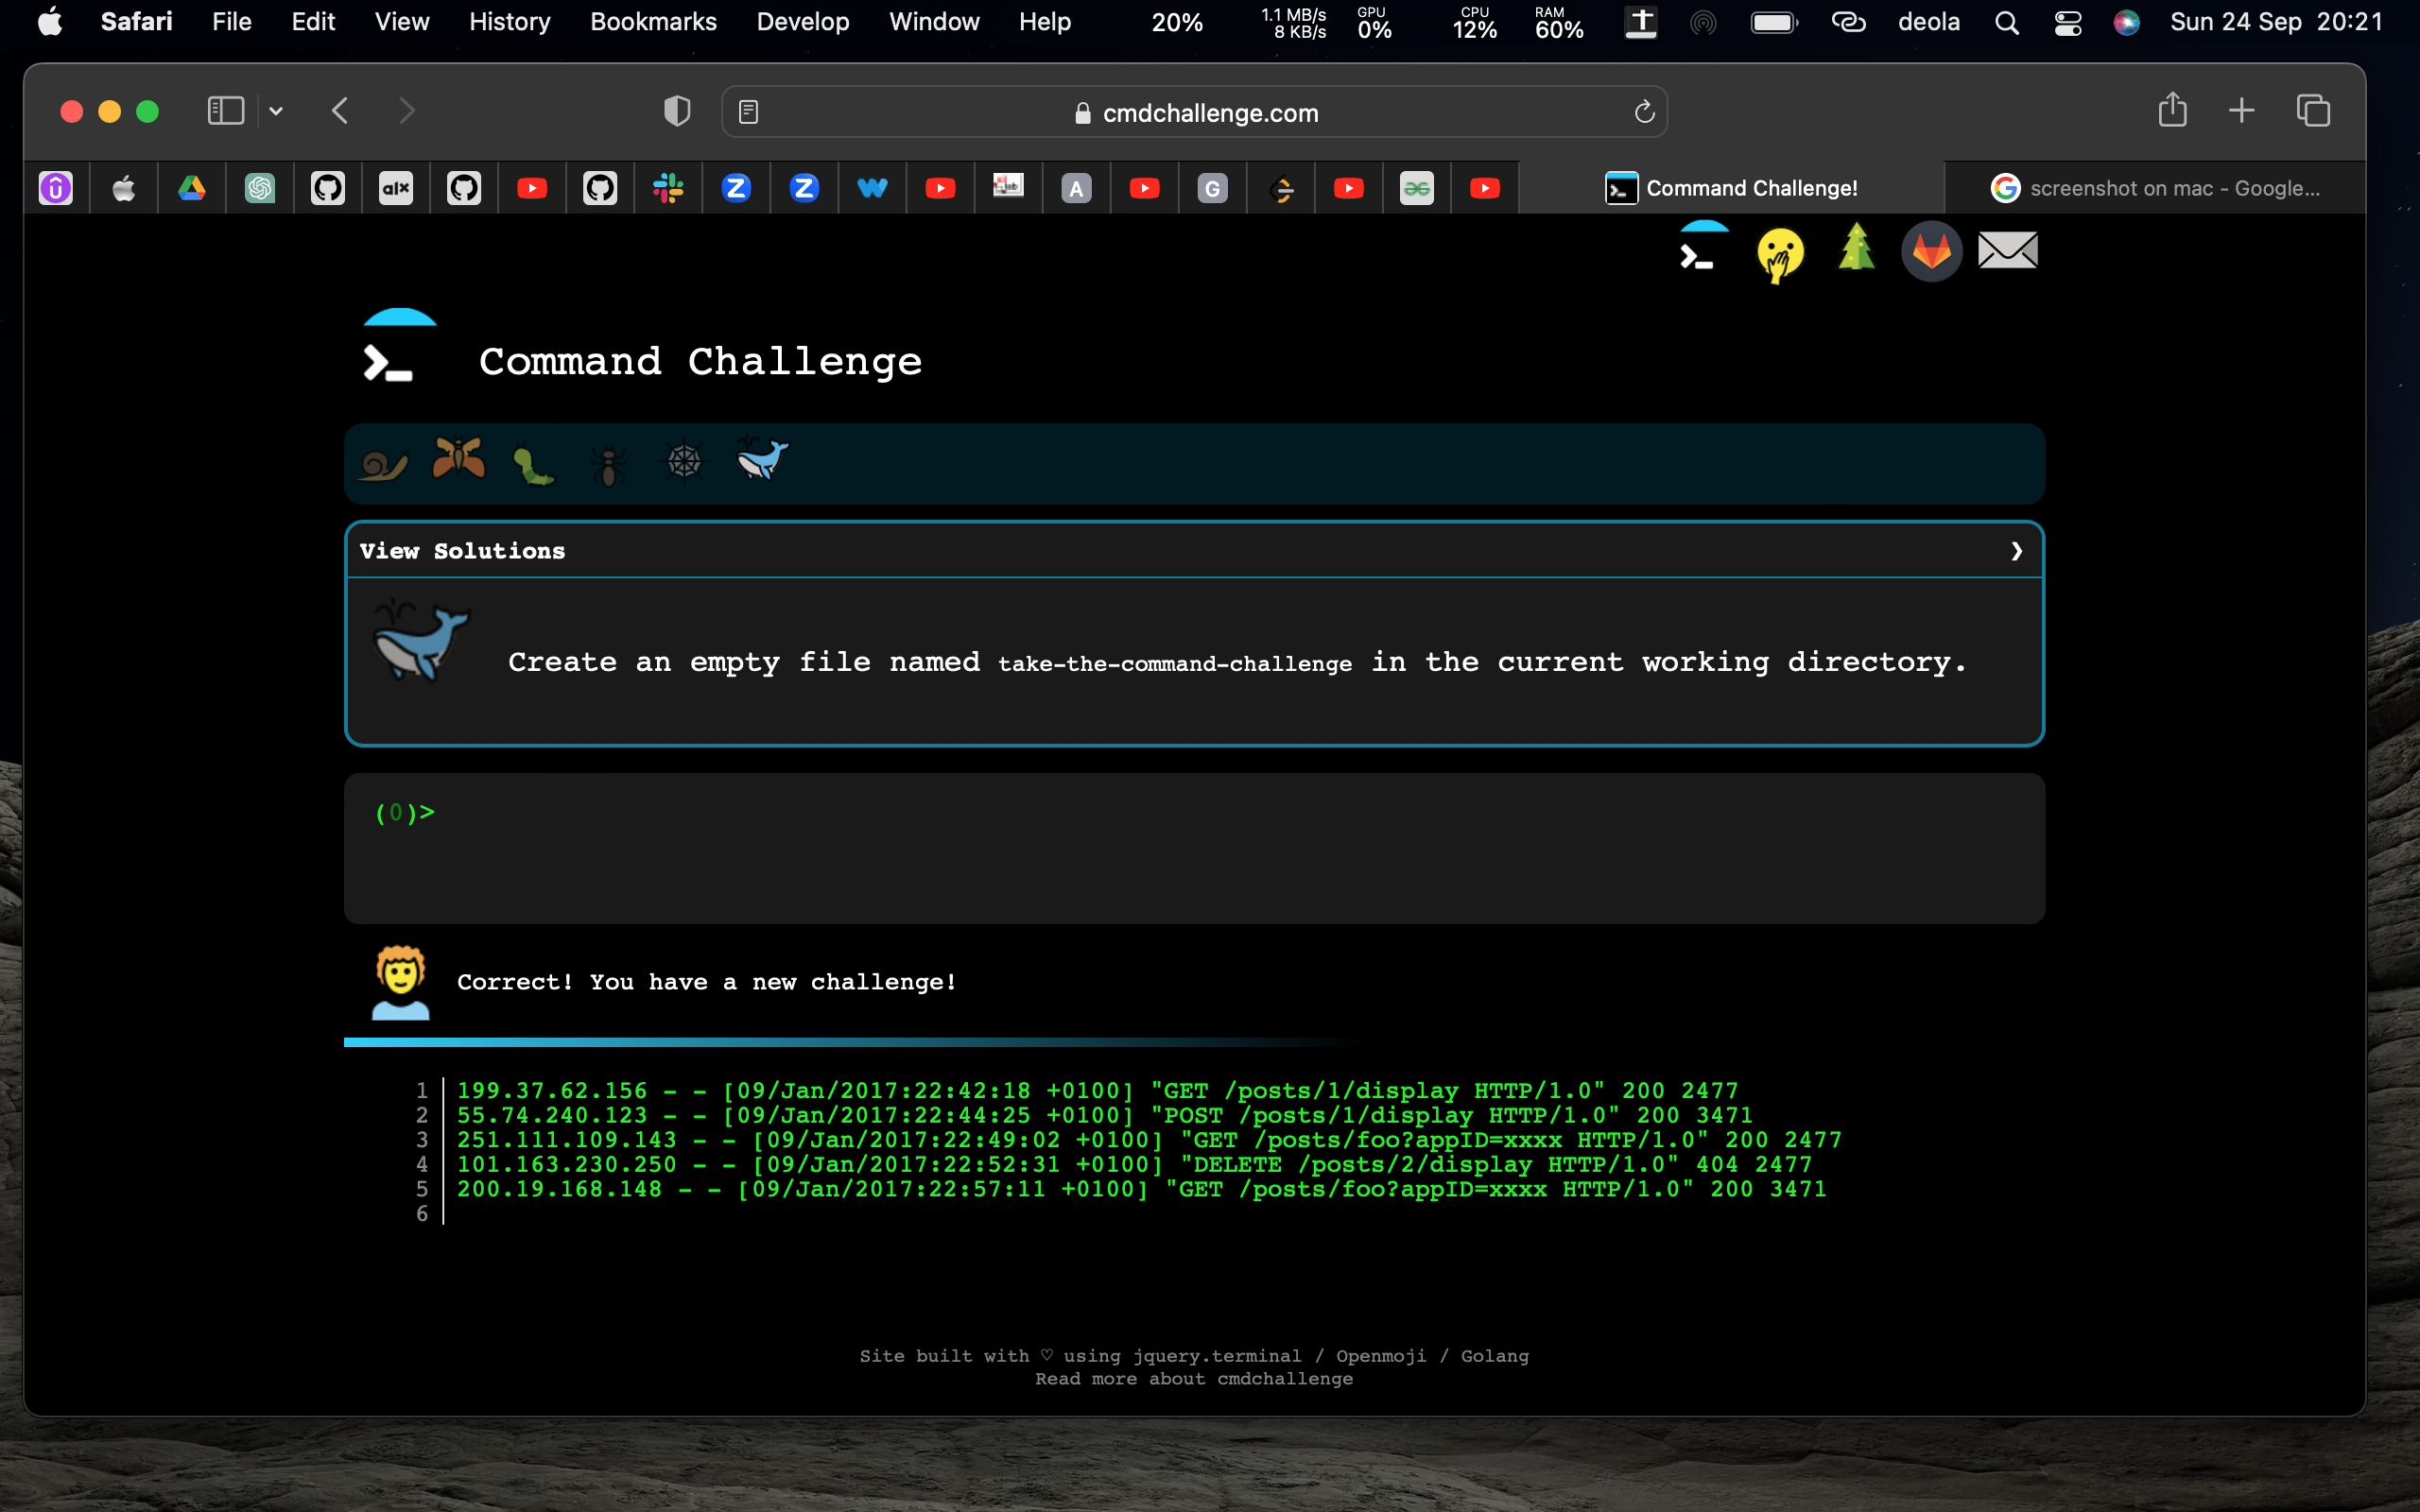 Safari File Edit View History Bookmarks Develop Window Help 20% 1.1 MB/s 8 KB/s GPU 0% CPU 12% RAM 60% deola Sun 24 Sep 20:21
cmdchallenge.com
alx
A
G
Command Challenge!
screenshot on mac - Google...
Command Challenge
View Solutions
Create an empty file named take-the-command-challenge in the current working directory.
(0)>
Correct! You have a new challenge!
1 199.37.62.156 - - [09/Jan/2017:22:42:18 +0100] "GET /posts/1/display HTTP/1.0" 200 2477
2 55.74.240.123 - - [09/Jan/2017:22:44:25 +0100] "POST /posts/1/display HTTP/1.0" 200 3471
3 251.111.109.143 - - [09/Jan/2017:22:49:02 +0100] "GET /posts/foo?appID=xxxx HTTP/1.0" 200 2477
4 101.163.230.250 - - [09/Jan/2017:22:52:31 +0100] "DELETE /posts/2/display HTTP/1.0" 404 2477
5 200.19.168.148 - - [09/Jan/2017:22:57:11 +0100] "GET /posts/foo?appID=xxxx HTTP/1.0" 200 3471
6
Site built with ♡ using jquery.terminal / Openmoji / Golang
Read more about cmdchallenge